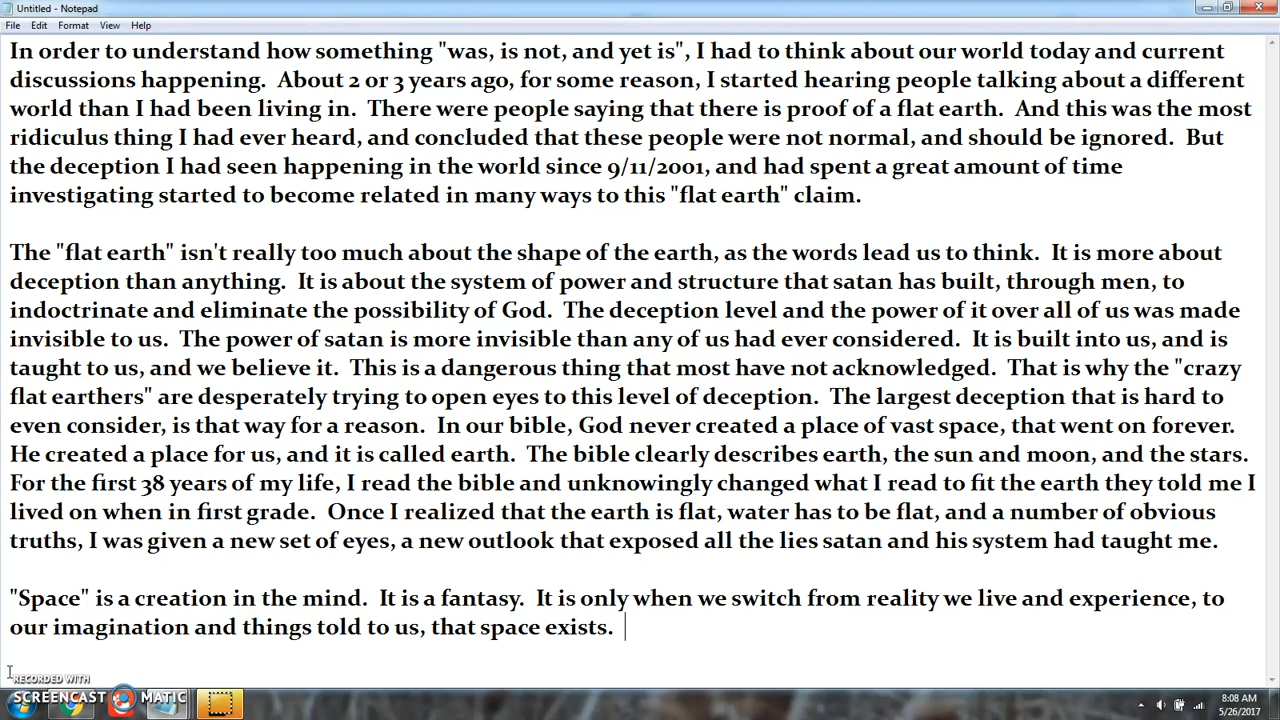 Untitled - Notepad
File Edit Format View Help
In order to understand how something "was, is not, and yet is", I had to think about our world today and current
discussions happening.  About 2 or 3 years ago, for some reason, I started hearing people talking about a different
world than I had been living in.  There were people saying that there is proof of a flat earth.  And this was the most
ridiculus thing I had ever heard, and concluded that these people were not normal, and should be ignored.  But
the deception I had seen happening in the world since 9/11/2001, and had spent a great amount of time
investigating started to become related in many ways to this "flat earth" claim.
The "flat earth" isn't really too much about the shape of the earth, as the words lead us to think.  It is more about
deception than anything.  It is about the system of power and structure that satan has built, through men, to
indoctrinate and eliminate the possibility of God.  The deception level and the power of it over all of us was made
invisible to us.  The power of satan is more invisible than any of us had ever considered.  It is built into us, and is
taught to us, and we believe it.  This is a dangerous thing that most have not acknowledged.  That is why the "crazy
flat earthers" are desperately trying to open eyes to this level of deception.  The largest deception that is hard to
even consider, is that way for a reason.  In our bible, God never created a place of vast space, that went on forever.
He created a place for us, and it is called earth.  The bible clearly describes earth, the sun and moon, and the stars.
For the first 38 years of my life, I read the bible and unknowingly changed what I read to fit the earth they told me I
lived on when in first grade.  Once I realized that the earth is flat, water has to be flat, and a number of obvious
truths, I was given a new set of eyes, a new outlook that exposed all the lies satan and his system had taught me.
"Space" is a creation in the mind.  It is a fantasy.  It is only when we switch from reality we live and experience, to
our imagination and things told to us, that space exists.
RECORDED WITH
SCREENCAST MATIC
8:08 AM
5/26/2017